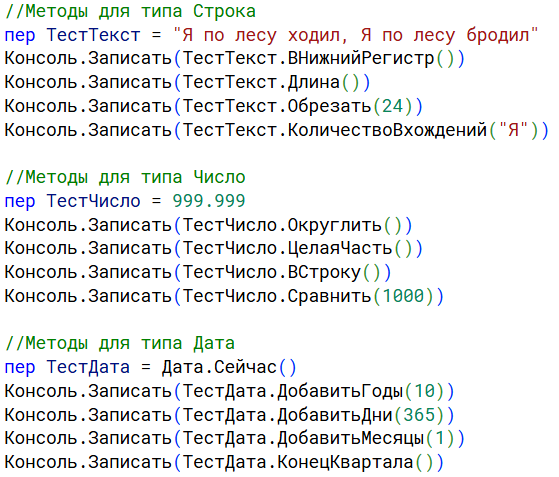 //Методы для типа Строка
пер ТестТекст = "Я по лесу ходил, Я по лесу бродил"
Консоль.Записать(ТестТекст.ВНижнийРегистр())
Консоль.Записать(ТестТекст.Длина())
Консоль.Записать(ТестТекст.Обрезать(24))
Консоль.Записать(ТестТекст.КоличествоВхождений("Я"))
//Методы для типа Число
пер ТестЧисло = 999.999
Консоль.Записать(ТестЧисло.Округлить())
Консоль.Записать(ТестЧисло.ЦелаяЧасть())
Консоль.Записать(ТестЧисло.ВСтроку())
Консоль.Записать(ТестЧисло.Сравнить(1000))
//Методы для типа Дата
пер ТестДата = Дата.Сейчас()
Консоль.Записать(ТестДата.ДобавитьГоды(10))
Консоль.Записать(ТестДата.ДобавитьДни(365))
Консоль.Записать(ТестДата.ДобавитьМесяцы(1))
Консоль.Записать(ТестДата.КонецКвартала())